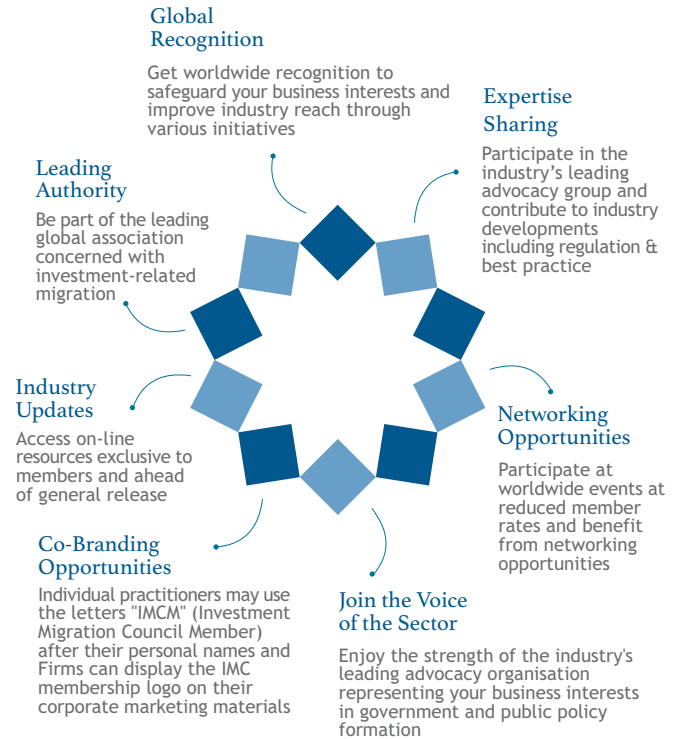 Global
Recognition
Get worldwide recognition to
safeguard your business interests and
improve industry reach through
various initiatives
Expertise
Sharing
Participate in the
industry's leading
advocacy group and
contribute to industry
developments
including regulation &
best practice
Leading
Authority
Be part of the leading
global association
concerned with
investment-related
migration
Industry
Updates
Access on-line
resources exclusive to
members and ahead
of general release
Networking
Opportunities
Participate at
worldwide events at
reduced member
rates and benefit
from networking
opportunities
Co-Branding
Opportunities
Individual practitioners may use
the letters "IMCM" (Investment
Migration Council Member)
after their personal names and
Firms can display the IMC
membership logo on their
corporate marketing materials
Join the Voice
of the Sector
Enjoy the strength of the industry's
leading advocacy organisation
representing your business interests
in government and public policy
formation